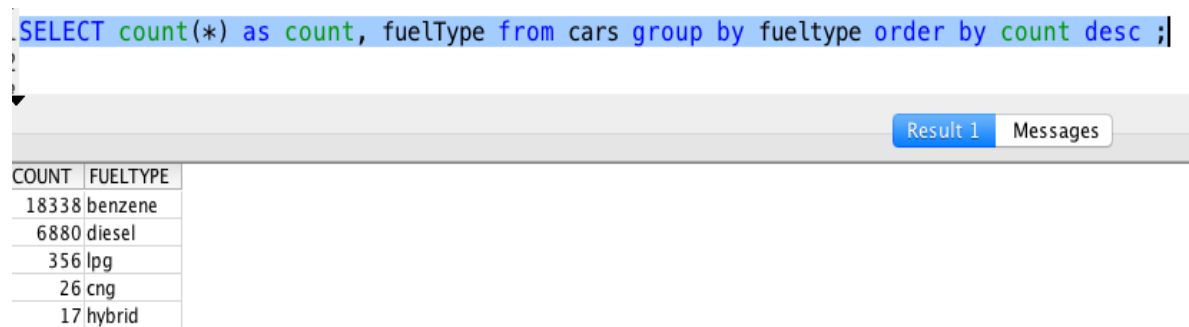 SELECT count(*) as count, fuelType from cars group by fueltype order by count desc ;
Result 1 Messages
COUNT FUELTYPE
18338 benzene
6880 diesel
356 lpg
26 cng
17 hybrid